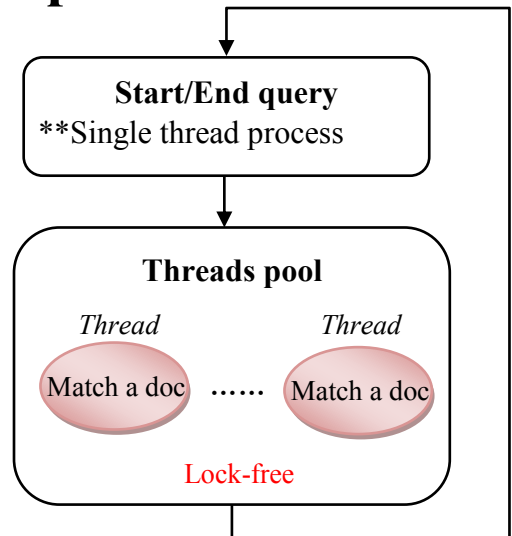 Start/End query
**Single thread process
Threads pool
Thread Thread
Match a doc ...... Match a doc
Lock-free